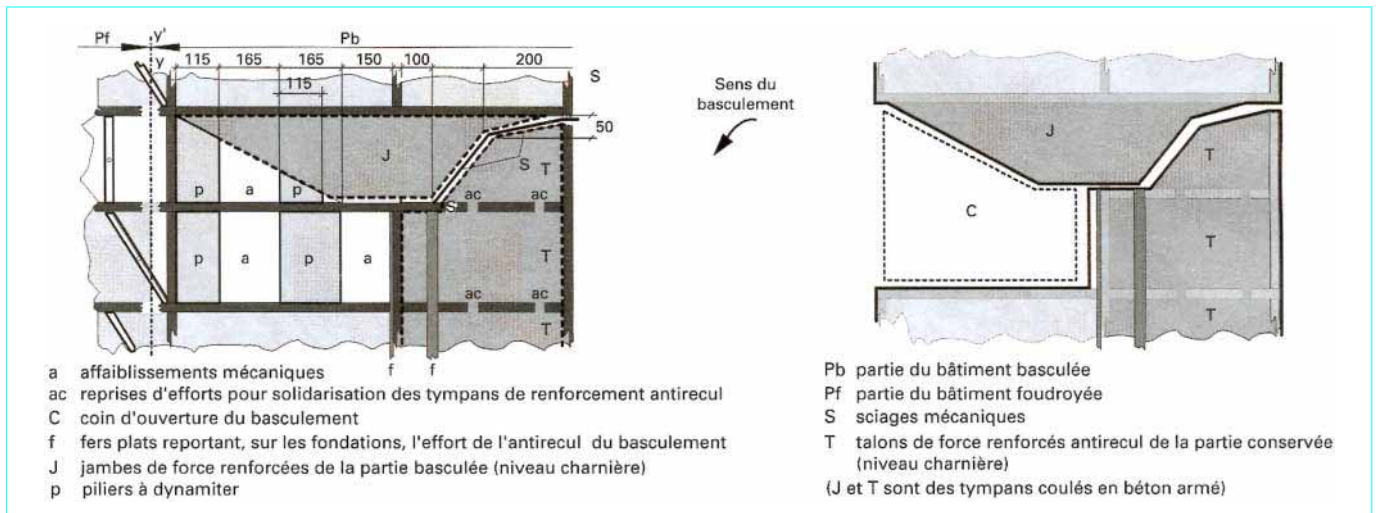 Pf y' Pb
y 115 165 165 150 100 200
115 S
50
J S T
p a p ac ac
S
p a p a T
ac ac
T
f f
a affaiblissements mécaniques
ac reprises d'efforts pour solidarisation des tympans de renforcement antirecul
C coin d'ouverture du basculement
f fers plats reportant, sur les fondations, l'effort de l'antirecul du basculement
J jambes de force renforcées de la partie basculée (niveau charnière)
p piliers à dynamiter
Sens du
basculement
J
T
C
T
T
Pb partie du bâtiment basculée
Pf partie du bâtiment foudroyée
S sciages mécaniques
T talons de force renforcés antirecul de la partie conservée
(niveau charnière)
(J et T sont des tympans coulés en béton armé)